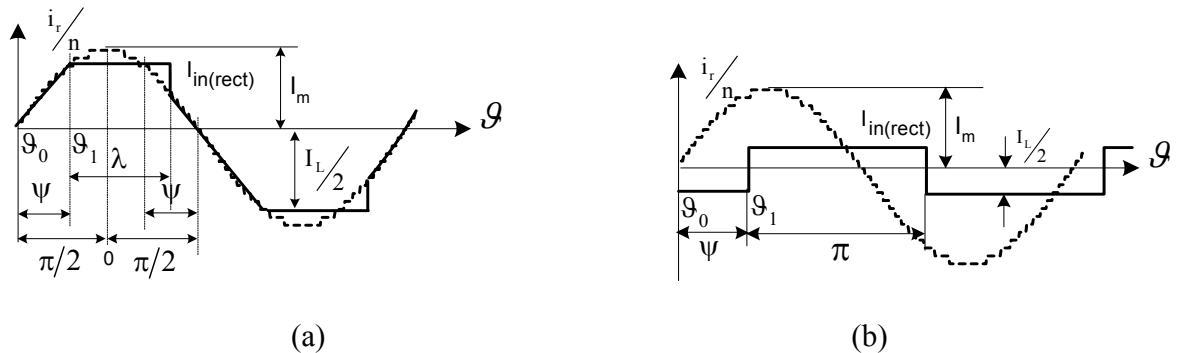 i_r/n
I_in(rect)
I_m
ϑ
ϑ_0
ϑ_1
λ
I_L/2
ψ
ψ
π/2
0
π/2
(a)
i_r/n
I_in(rect)
I_m
I_L/2
ϑ
ϑ_0
ϑ_1
ψ
π
(b)